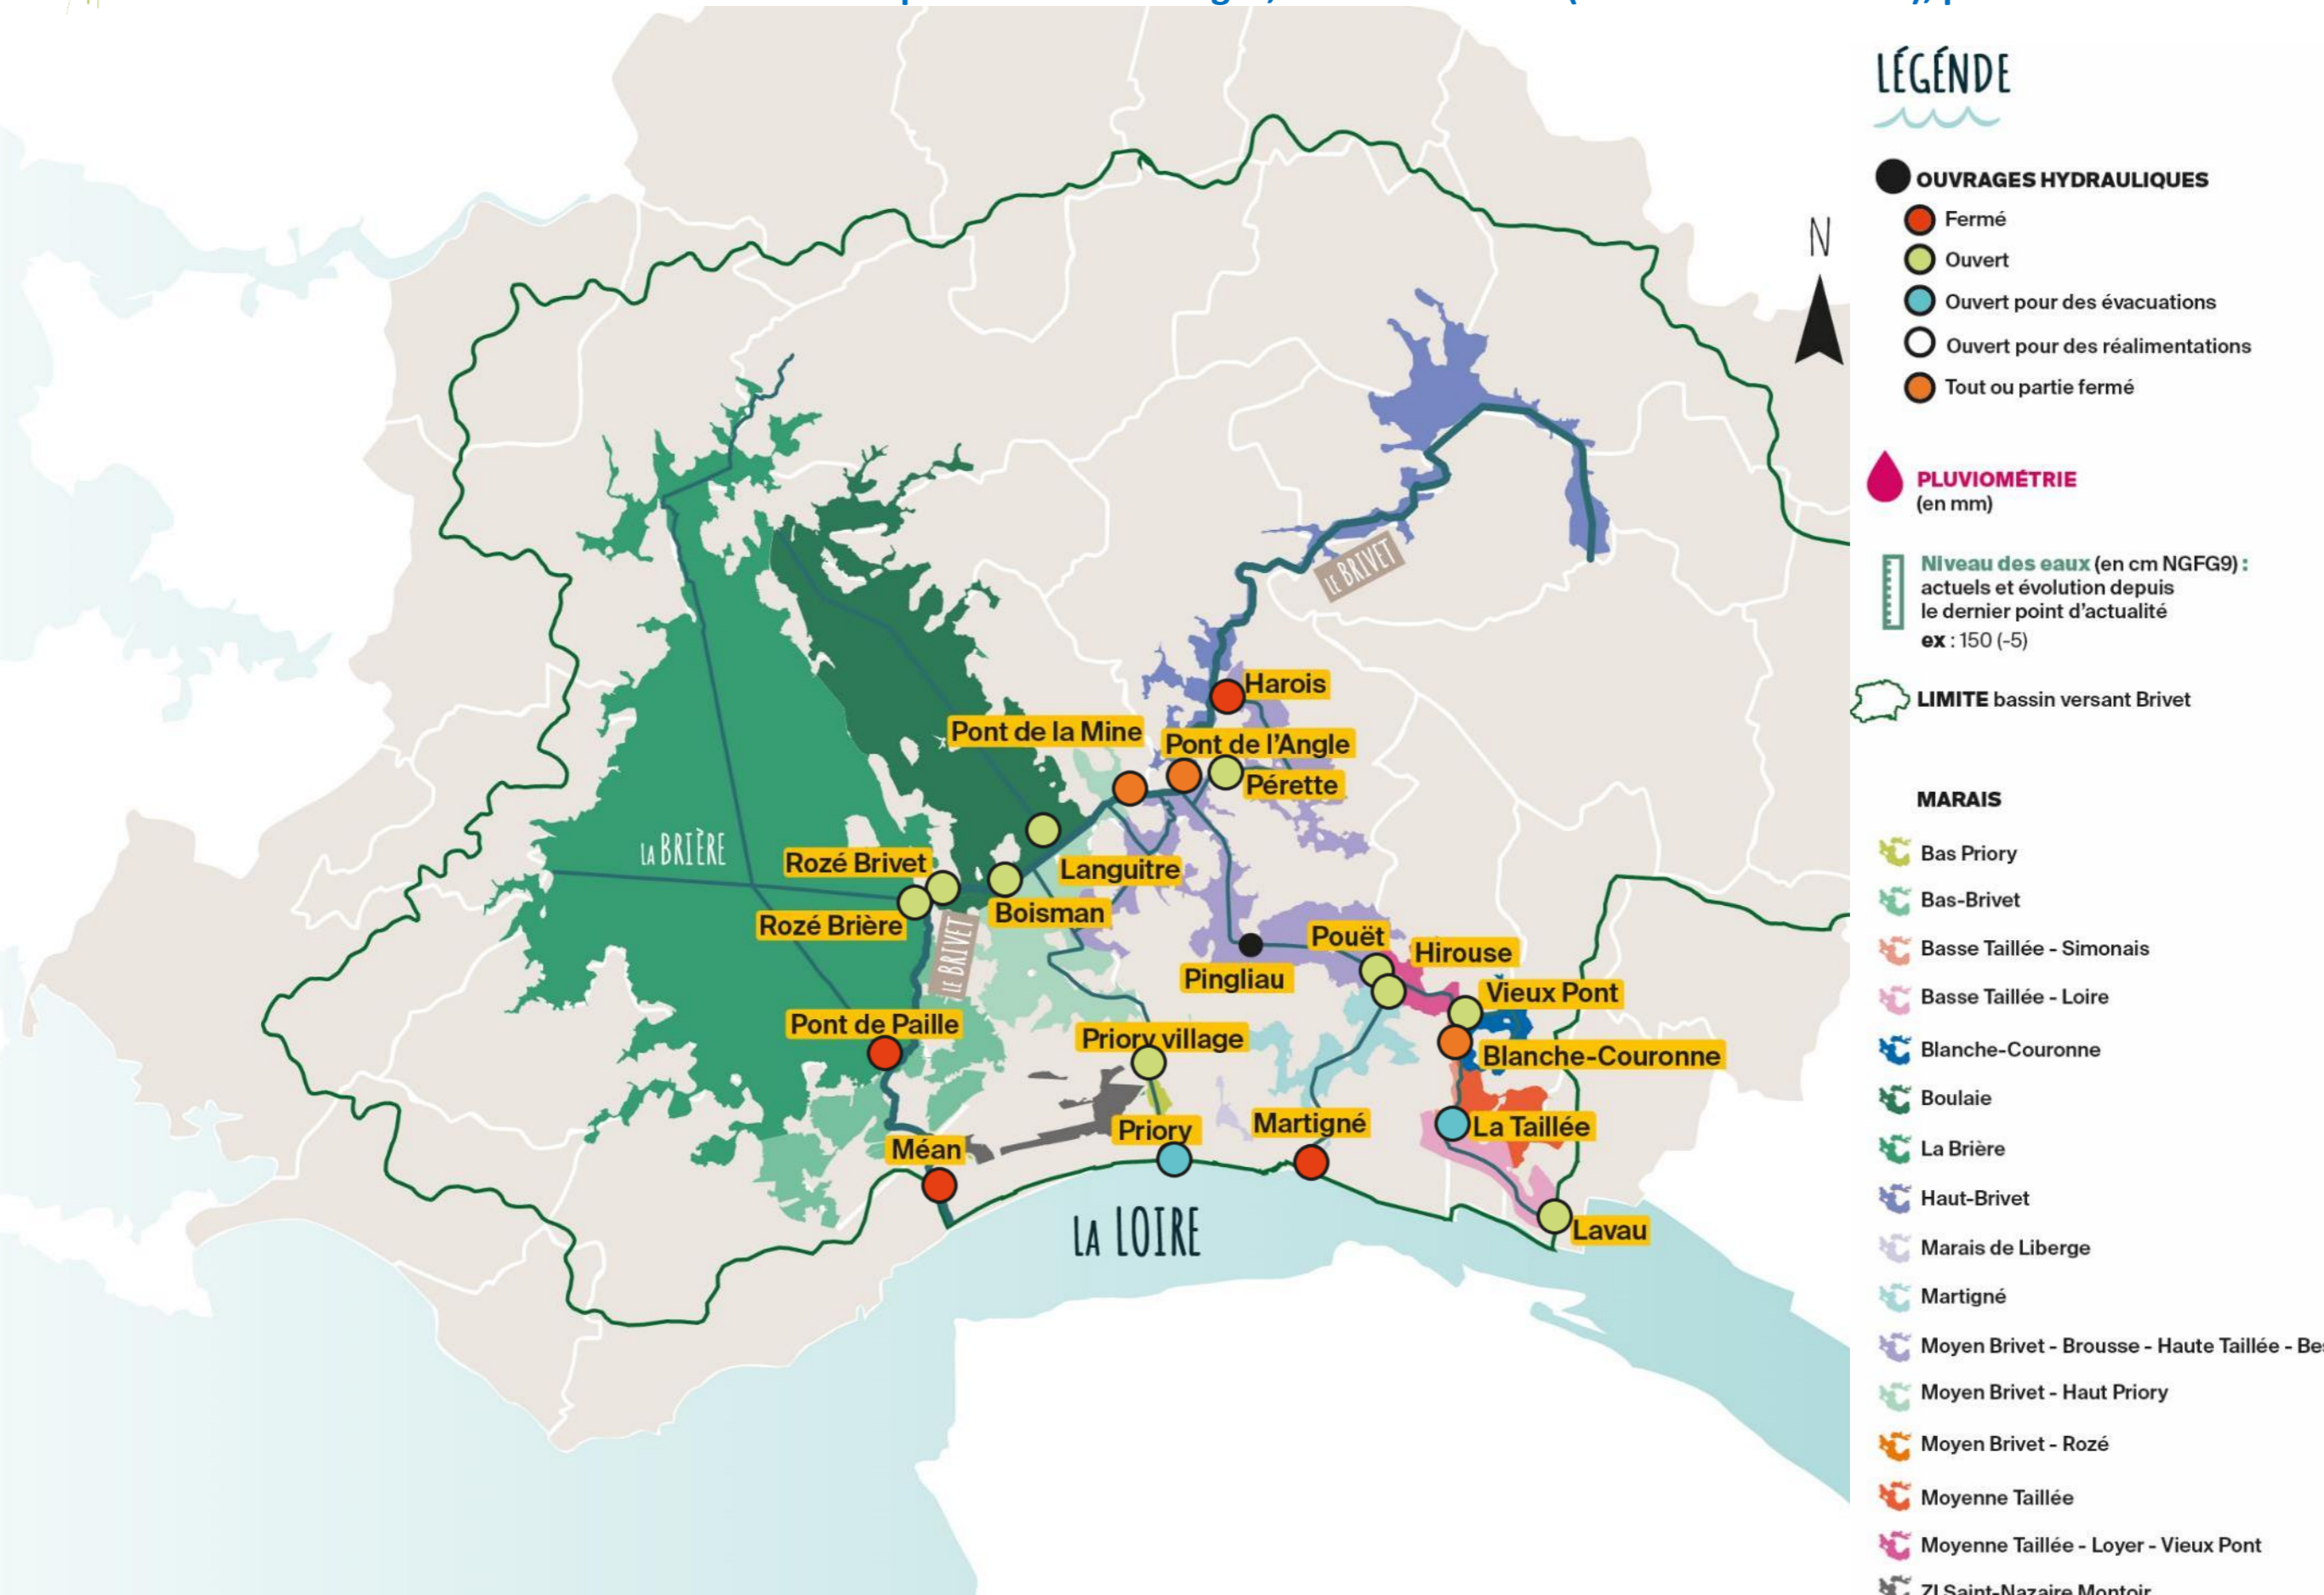 LÉGÉNDE
OUVRAGES HYDRAULIQUES
Fermé
Ouvert
Ouvert pour des évacuations
Ouvert pour des réalimentations
Tout ou partie fermé
PLUVIOMÉTRIE
(en mm)
Niveau des eaux (en cm NGFG9) :
actuels et évolution depuis
le dernier point d'actualité
ex : 150 (-5)
LIMITE bassin versant Brivet
MARAIS
Bas Priory
Bas-Brivet
Basse Taillée - Simonais
Basse Taillée - Loire
Blanche-Couronne
Boulaie
La Brière
Haut-Brivet
Marais de Liberge
Martigné
Moyen Brivet - Brousse - Haute Taillée -
Moyen Brivet - Haut Priory
Moyen Brivet - Rozé
Moyenne Taillée
Moyenne Taillée - Loyer - Vieux Pont
ZI Saint-Nazaire Montoir
N
LE BRIVET
Harois
Pont de la Mine
Pont de l'Angle
Pérette
LA BRIÈRE
Rozé Brivet
Languitre
Rozé Brière
Boisman
LE BRIVET
Pouët
Hirouse
Pingliau
Vieux Pont
Pont de Paille
Priory village
Blanche-Couronne
Priory
Martigné
La Taillée
Méan
LA LOIRE
Lavau